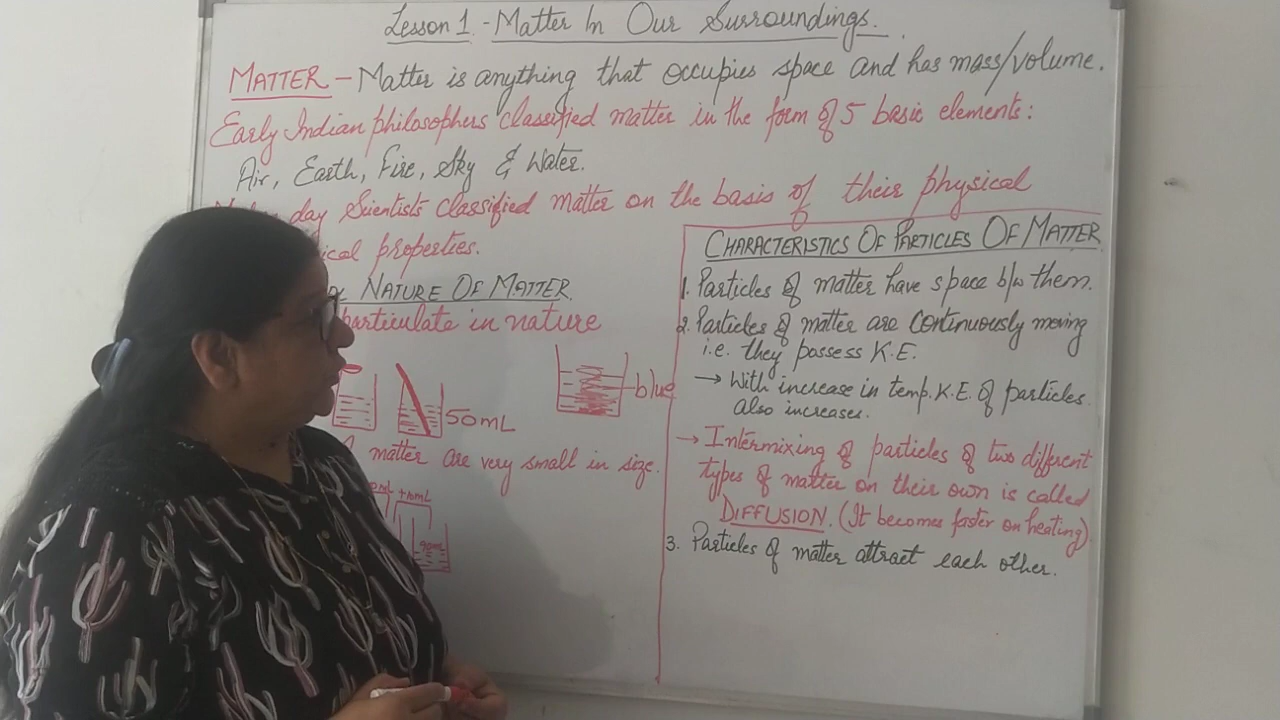 Lesson 1 - Matter In Our Surroundings.
MATTER - Matter is anything that occupies space and has mass/volume.
Early Indian philosophers classified matter in the form of 5 basic elements:
Air, Earth, Fire, Sky & Water.
day Scientists classified matter on the basis of their physical
ical properties.
NATURE OF MATTER
particulate in nature
50mL
blue
matter are very small in size.
+10mL
CHARACTERISTICS OF PARTICLES OF MATTER
1. Particles of matter have space b/w them.
2. Particles of matter are continuously moving
i.e. they possess K.E.
→ With increase in temp. K.E. of particles
also increases.
→ Intermixing of particles of two different
types of matter on their own is called
DIFFUSION. (It becomes faster on heating)
3. Particles of matter attract each other.